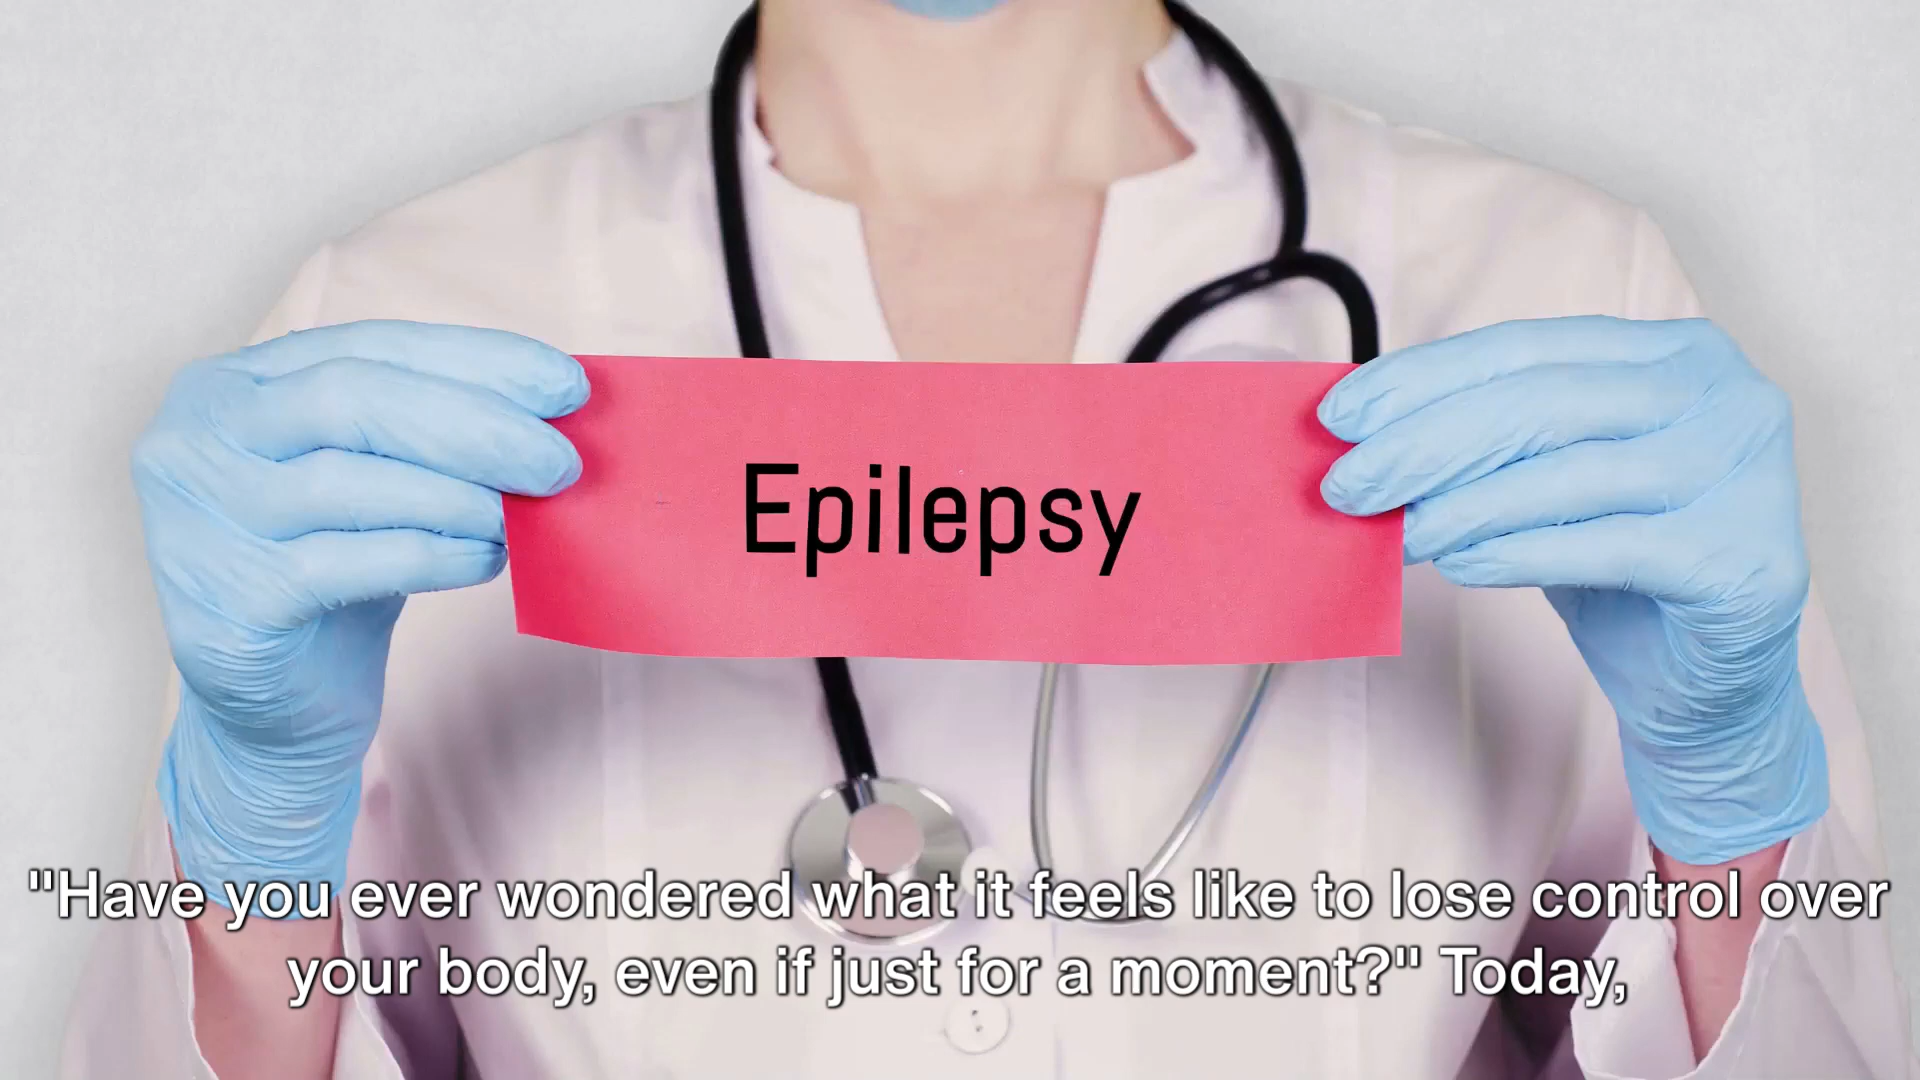 Epilepsy
"Have you ever wondered what it feels like to lose control over
your body, even if just for a moment?" Today,